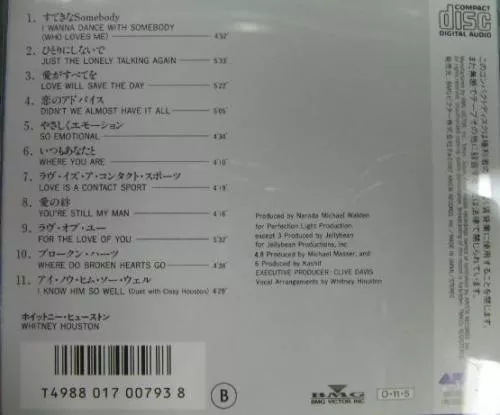 COMPACT
disc
DIGITAL AUDIO
1. すてきなSomebody
I WANNA DANCE WITH SOMEBODY
(WHO LOVES ME) 4'52"
2. ひとりにしないで
JUST THE LONELY TALKING AGAIN 5'33"
3. 愛がすべてを
LOVE WILL SAVE THE DAY 5'22"
4. 恋のアドバイス
DIDN'T WE ALMOST HAVE IT ALL 5'05"
5. やさしくエモーション
SO EMOTIONAL 4'36"
6. いつもあなたと
WHERE YOU ARE 4'10"
7. ラヴ・イズ・ア・コンタクト・スポーツ
LOVE IS A CONTACT SPORT 4'19"
8. 愛の絆
YOU'RE STILL MY MAN 4'16"
9. ラヴ・オブ・ユー
FOR THE LOVE OF YOU 5'32"
10. ブロークン・ハーツ
WHERE DO BROKEN HEARTS GO 4'38"
11. アイ・ノウ・ヒム・ソー・ウェル
I KNOW HIM SO WELL (Duet with Cissy Houston) 4'28"
ホイットニー・ヒューストン
WHITNEY HOUSTON
Produced by Narada Michael Walden
for Perfection Light Production,
except 3 Produced by Jellybean
for Jellybean Productions, Inc.
4,8 Produced by Michael Masser, and
6 Produced by Kashif
EXECUTIVE PRODUCER: CLIVE DAVIS
Vocal Arrangements by Whitney Houston
T4988 017 00793 8
B
BMG
BMG VICTOR INC.
O-11-5